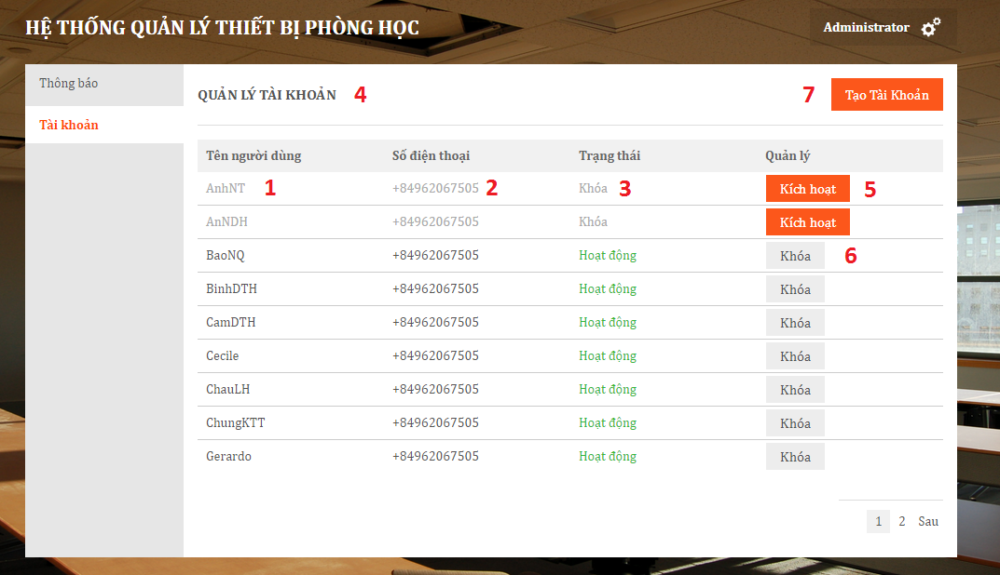 HỆ THỐNG QUẢN LÝ THIẾT BỊ PHÒNG HỌC
Administrator
Thông báo
Tài khoản
QUẢN LÝ TÀI KHOẢN 4
7 Tạo Tài Khoản
Tên người dùng Số điện thoại Trạng thái Quản lý
AnhNT 1 +84962067505 2 Khóa 3 Kích hoạt 5
AnNDH +84962067505 Khóa Kích hoạt
BaoNQ +84962067505 Hoạt động Khóa 6
BinhDTH +84962067505 Hoạt động Khóa
CamDTH +84962067505 Hoạt động Khóa
Cecile +84962067505 Hoạt động Khóa
ChauLH +84962067505 Hoạt động Khóa
ChungKTT +84962067505 Hoạt động Khóa
Gerardo +84962067505 Hoạt động Khóa
1 2 Sau